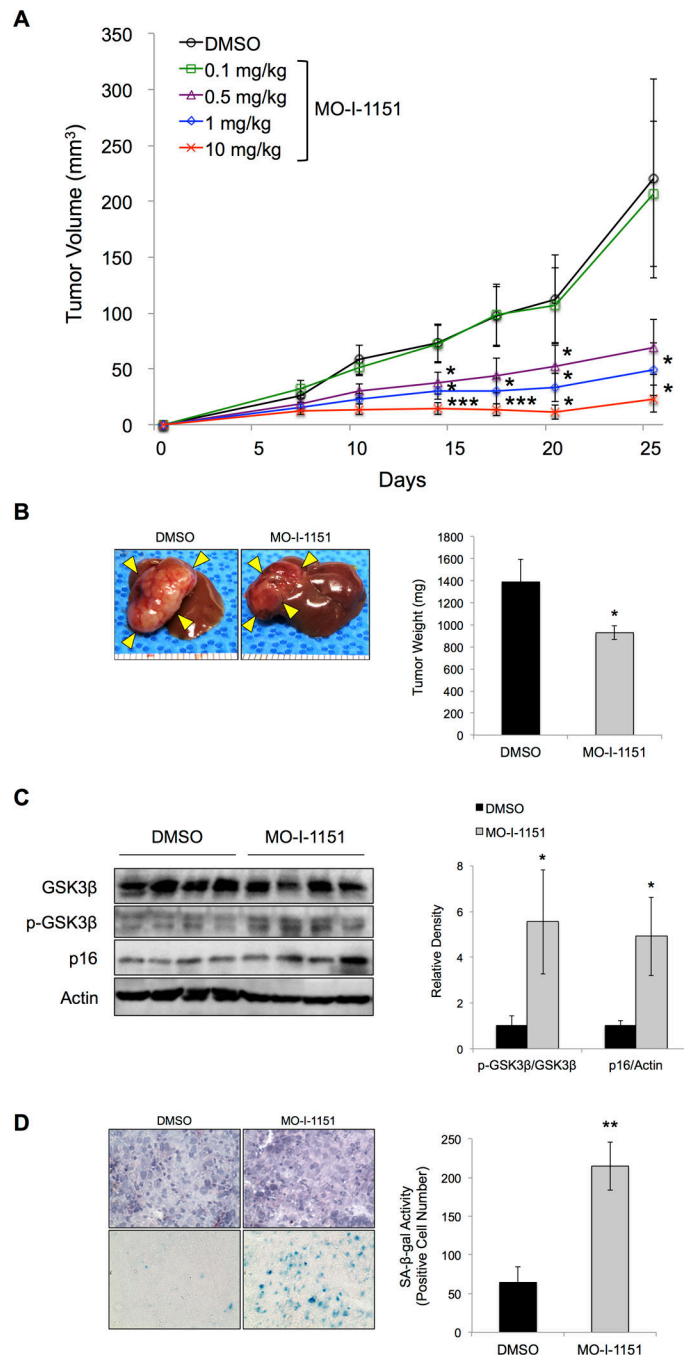 A
DMSO
0.1 mg/kg
0.5 mg/kg
1 mg/kg
10 mg/kg
MO-I-1151
Tumor Volume (mm³)
350
300
250
200
150
100
50
0
* * * *
* * * *
*** *** * *
0 5 10 15 20 25
Days
B
DMSO MO-I-1151
Tumor Weight (mg)
1800
1600
1400
1200
1000
800
600
400
200
0
*
DMSO MO-I-1151
C
DMSO MO-I-1151
GSK3β
p-GSK3β
p16
Actin
DMSO
MO-I-1151
Relative Density
8
6
4
2
0
* *
p-GSK3β/GSK3β p16/Actin
D
DMSO MO-I-1151
SA-β-gal Activity
(Positive Cell Number)
250
200
150
100
50
0
**
DMSO MO-I-1151